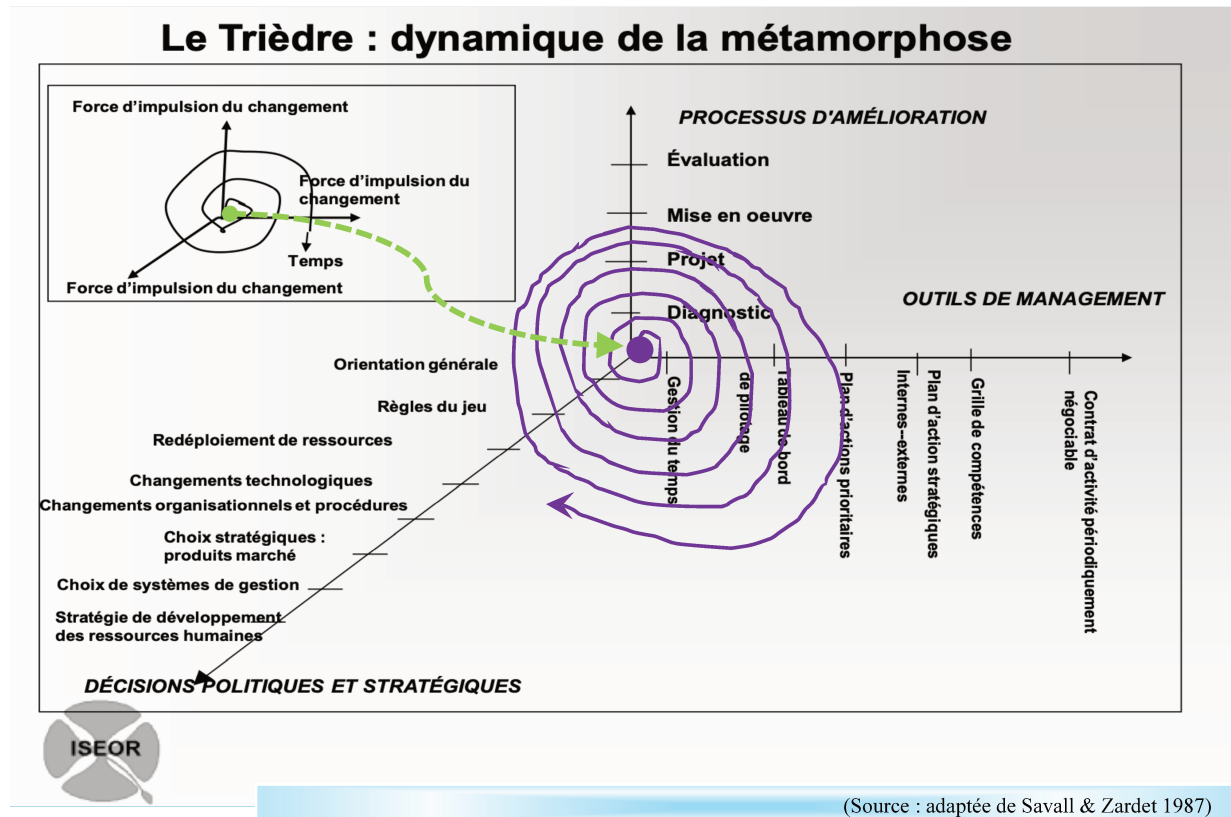 Le Trièdre : dynamique de la métamorphose
Force d’impulsion du changement
Force d’impulsion du
changement
Temps
Force d’impulsion du changement
PROCESSUS D'AMÉLIORATION
Évaluation
Mise en oeuvre
Projet
Diagnostic
OUTILS DE MANAGEMENT
Gestion du temps
Tableau de bord
de pilotage
Plan d’actions prioritaires
Plan d’action stratégiques
Internes–externes
Grille de compétences
Contrat d’activité périodiquement
négociable
Orientation générale
Règles du jeu
Redéploiement de ressources
Changements technologiques
Changements organisationnels et procédures
Choix stratégiques :
produits marché
Choix de systèmes de gestion
Stratégie de développement
des ressources humaines
DÉCISIONS POLITIQUES ET STRATÉGIQUES
ISEOR
(Source : adaptée de Savall & Zardet 1987)